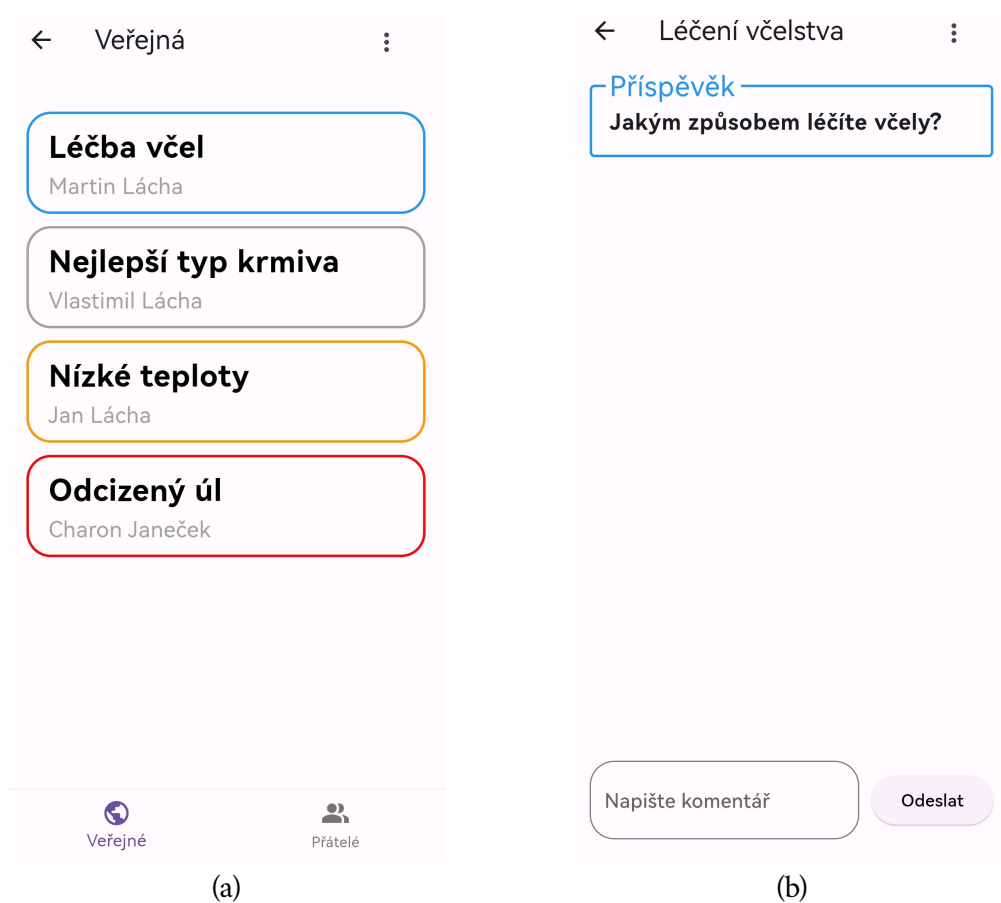 Veřejná
Léčba včel
Martin Lácha
Nejlepší typ krmiva
Vlastimil Lácha
Nízké teploty
Jan Lácha
Odcizený úl
Charon Janeček
Veřejné
Přátelé
(a)
Léčení včelstva
Příspěvěk
Jakým způsobem léčíte včely?
Napište komentář
Odeslat
(b)